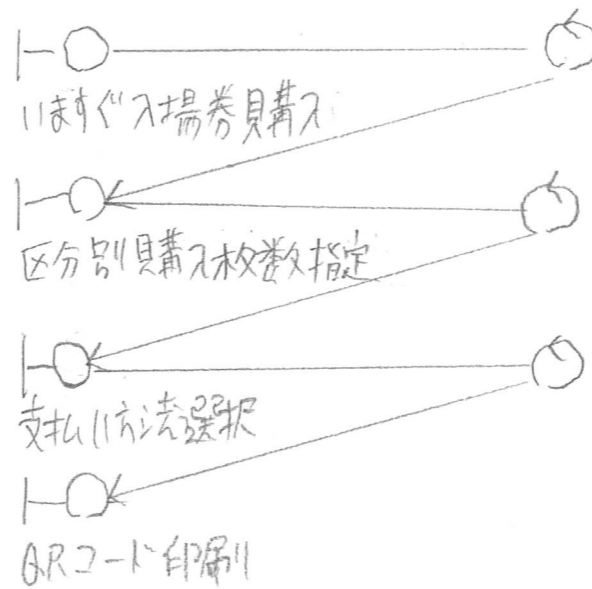 いますぐ入場券購入
区分別購入枚数指定
支払い方法選択
QRコード印刷